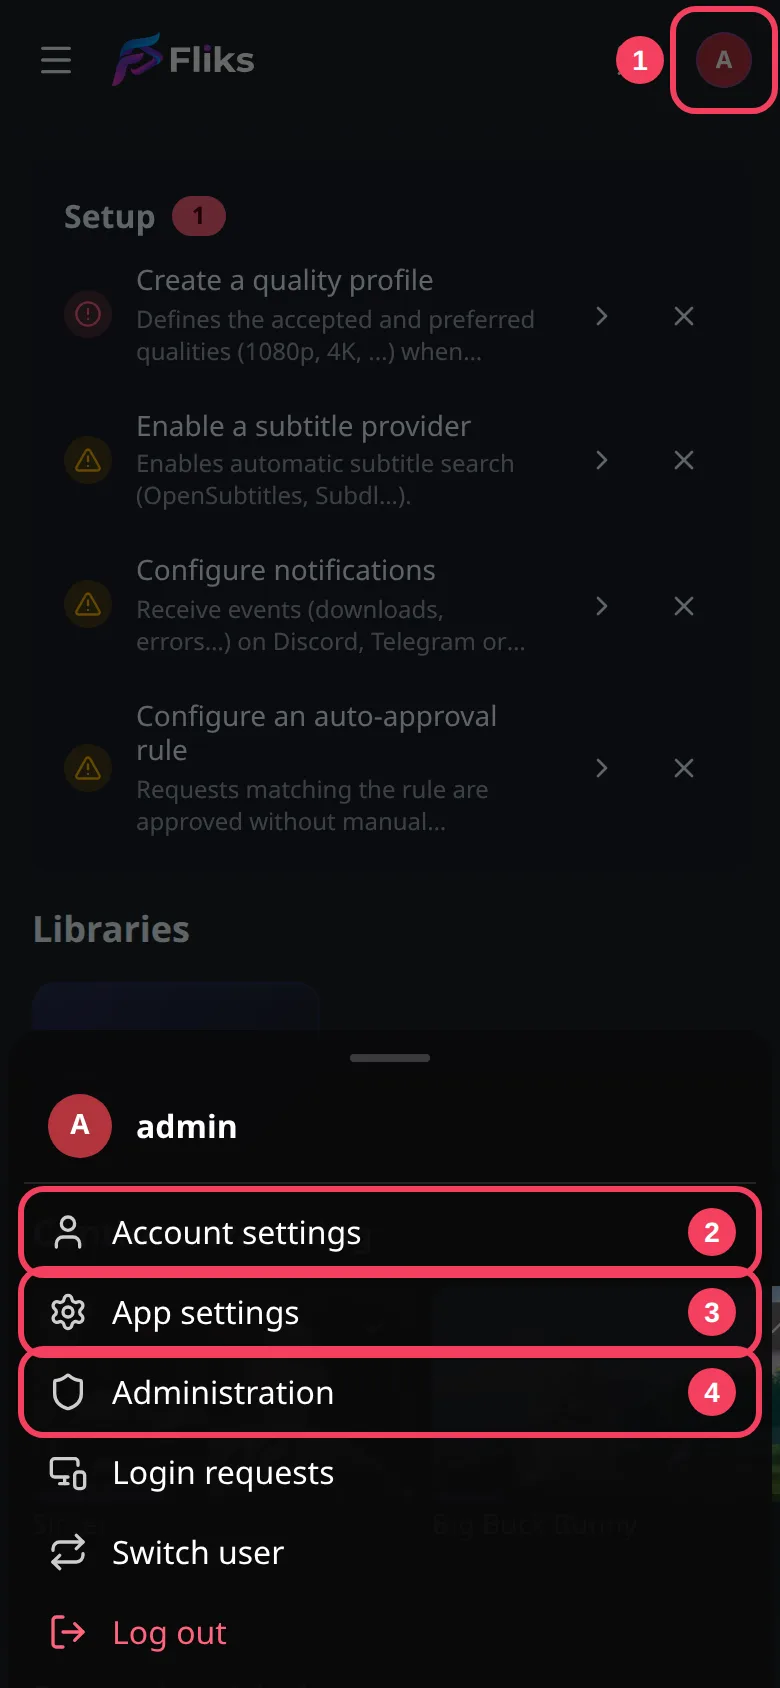 Fliks
1
A
Setup 1
Create a quality profile
Defines the accepted and preferred
qualities (1080p, 4K, ...) when...
Enable a subtitle provider
Enables automatic subtitle search
(OpenSubtitles, Subdl...).
Configure notifications
Receive events (downloads,
errors...) on Discord, Telegram or...
Configure an auto-approval
rule
Requests matching the rule are
approved without manual...
Libraries
A admin
Account settings 2
App settings 3
Administration 4
Login requests
Big Buck Bunny
Switch user
Log out